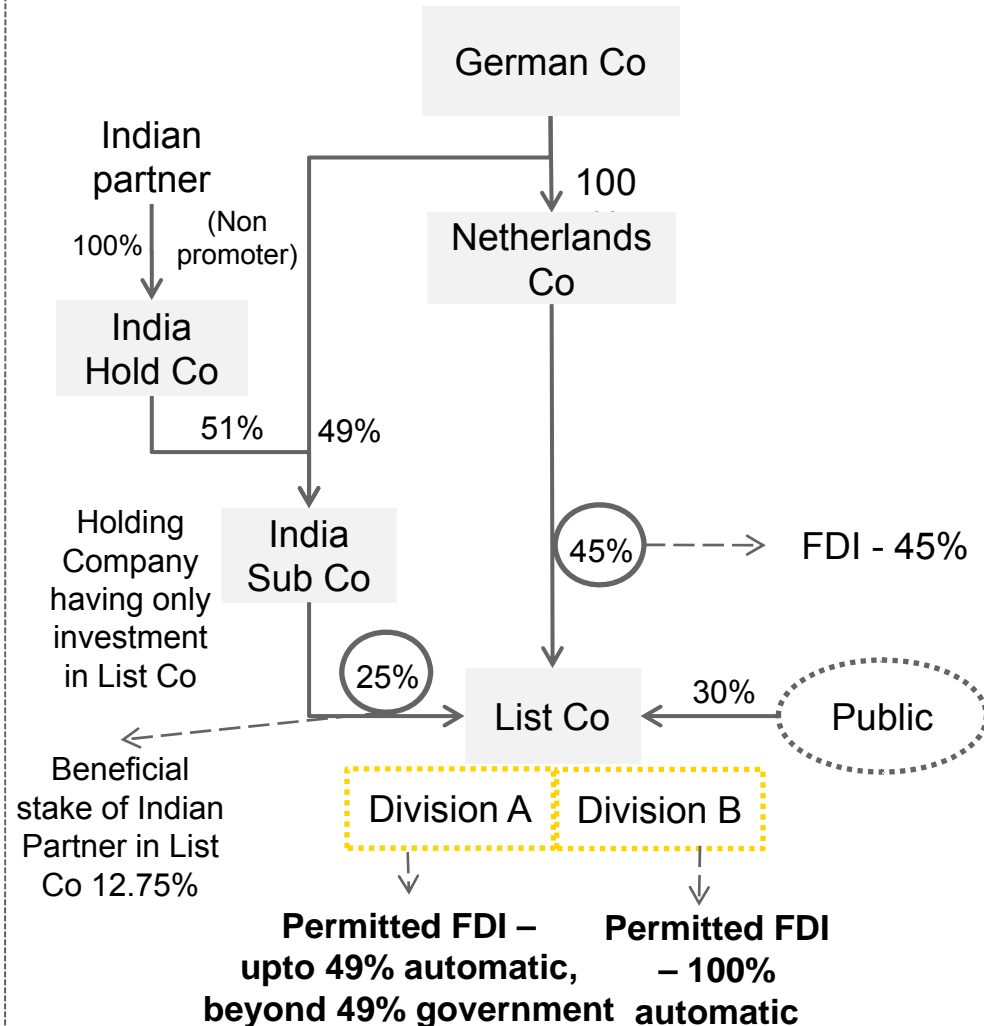 German Co
Indian
partner
100%
(Non
promoter)
100
Netherlands
Co
India
Hold Co
51%
49%
Holding
Company
having only
investment
in List Co
India
Sub Co
45%
FDI - 45%
25%
List Co
30%
Public
Beneficial
stake of Indian
Partner in List
Co 12.75%
Division A
Division B
Permitted FDI –
upto 49% automatic,
beyond 49% government
Permitted FDI
– 100%
automatic